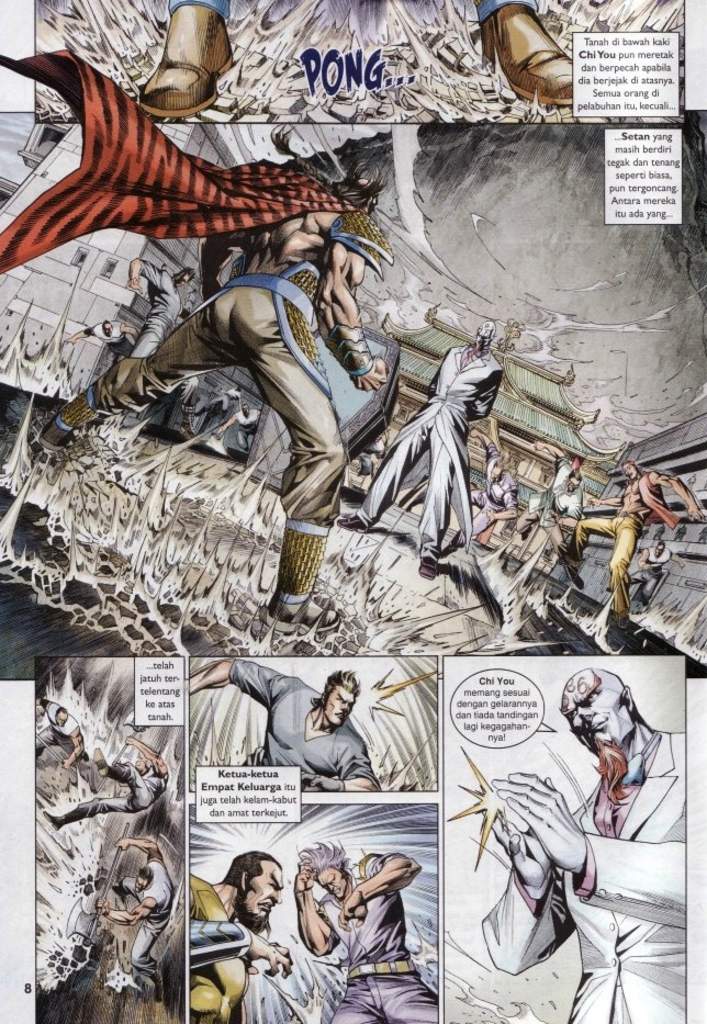 PONG...
Tanah di bawah kaki
Chi You pun meretak
dan berpecah apabila
dia berjejak di atasnya.
Semua orang di
pelabuhan itu, kecuali...
...Setan yang
masih berdiri
tegak dan tenang
seperti biasa,
pun tergoncang.
Antara mereka
itu ada yang...
...telah
jatuh ter-
telentang
ke atas
tanah.
Ketua-ketua
Empat Keluarga itu
juga telah kelam-kabut
dan amat terkejut.
Chi You
memang sesuai
dengan gelarannya
dan tiada tandingan
lagi kegagahan-
nya!
8